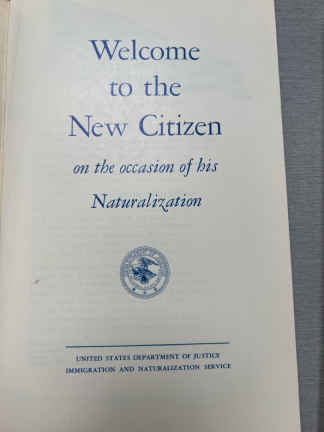 Welcome
to the
New Citizen
on the occasion of his
Naturalization
UNITED STATES DEPARTMENT OF JUSTICE
IMMIGRATION AND NATURALIZATION SERVICE